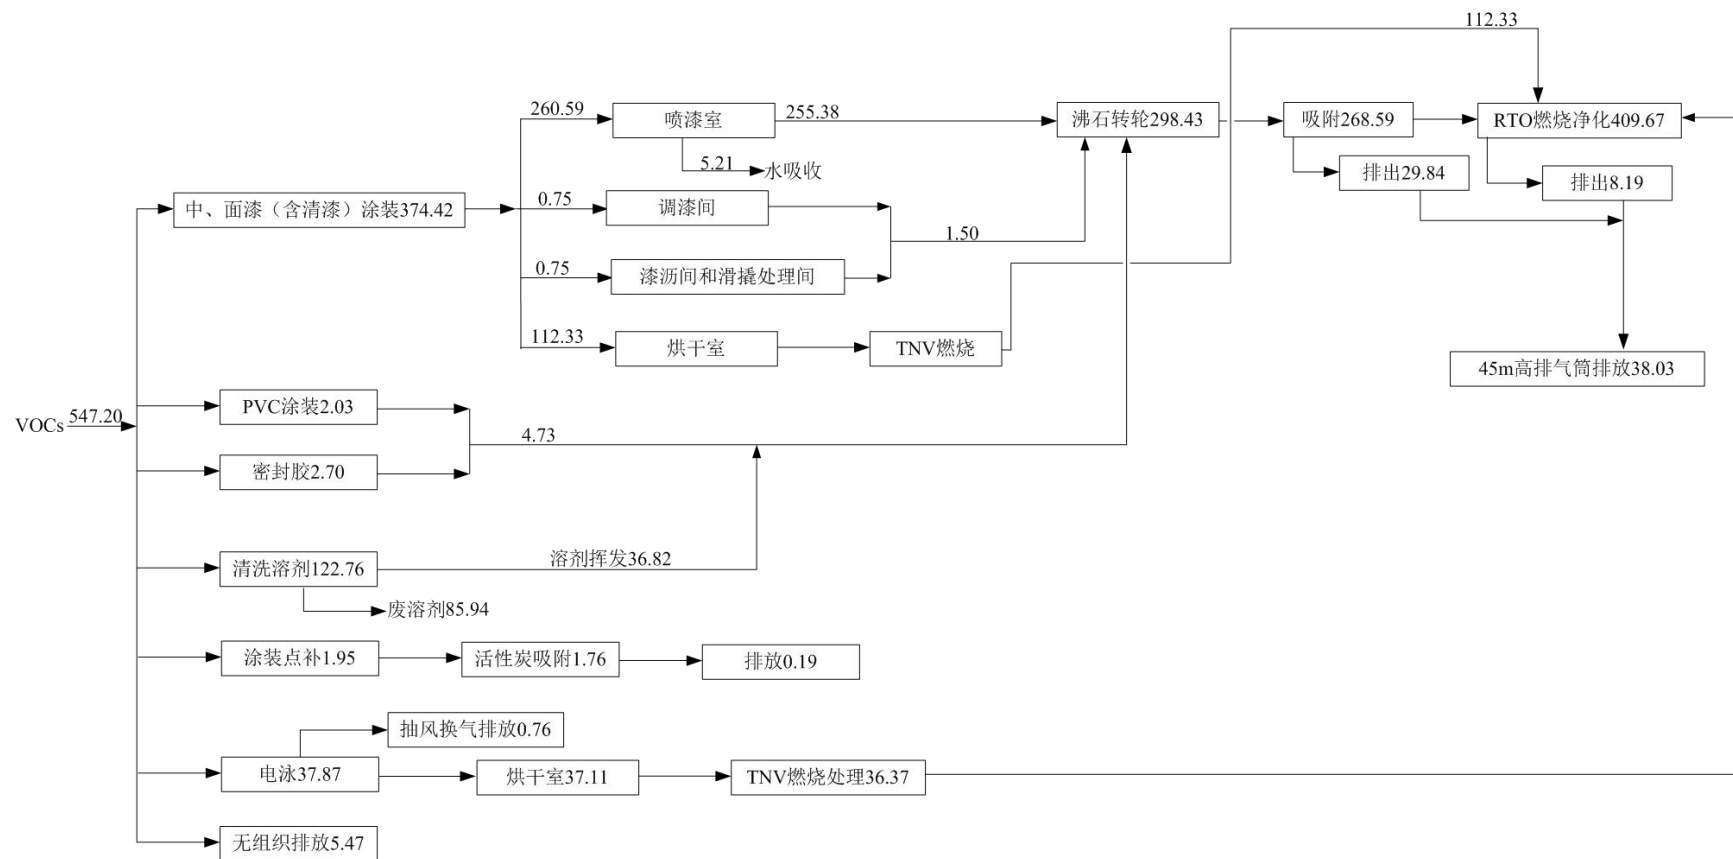 112.33
260.59
喷漆室
255.38
沸石转轮298.43
吸附268.59
RTO燃烧净化409.67
5.21
水吸收
排出29.84
排出8.19
中、面漆（含清漆）涂装374.42
0.75
调漆间
1.50
0.75
漆沥间和滑撬处理间
112.33
烘干室
TNV燃烧
45m高排气筒排放38.03
PVC涂装2.03
VOCs
547.20
4.73
密封胶2.70
清洗溶剂122.76
溶剂挥发36.82
废溶剂85.94
涂装点补1.95
活性炭吸附1.76
排放0.19
抽风换气排放0.76
电泳37.87
烘干室37.11
TNV燃烧处理36.37
无组织排放5.47